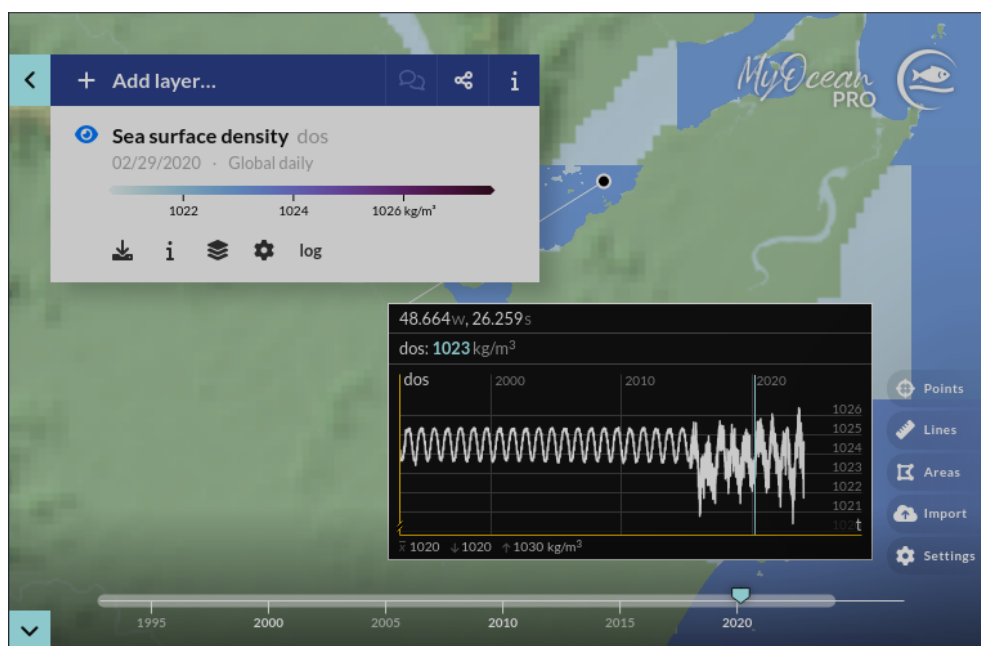 Add layer...
i
MyOcean
PRO
Sea surface density dos
02/29/2020 · Global daily
1022 1024 1026 kg/m³
i log
48.664w, 26.259s
dos: 1023 kg/m³
dos 2000 2010 2020
1026
1025
1024
1023
1022
1021
t
x̅ 1020 ↓1020 ↑1030 kg/m³
Points
Lines
Areas
Import
Settings
1995 2000 2005 2010 2015 2020